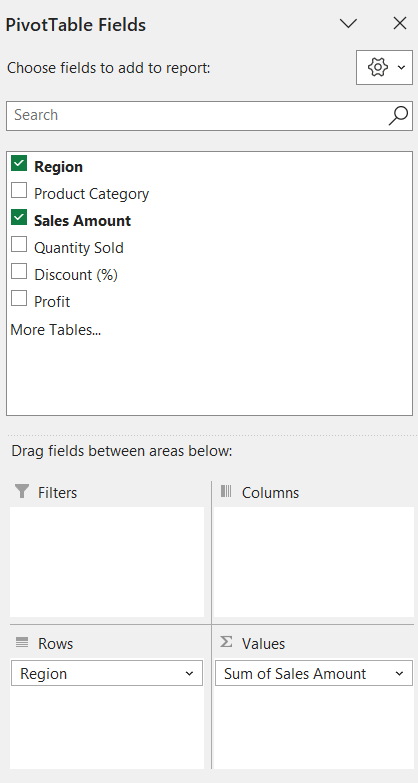 PivotTable Fields
Choose fields to add to report:
Search
Region
Product Category
Sales Amount
Quantity Sold
Discount (%)
Profit
More Tables...
Drag fields between areas below:
Filters
Columns
Rows
Values
Region
Sum of Sales Amount